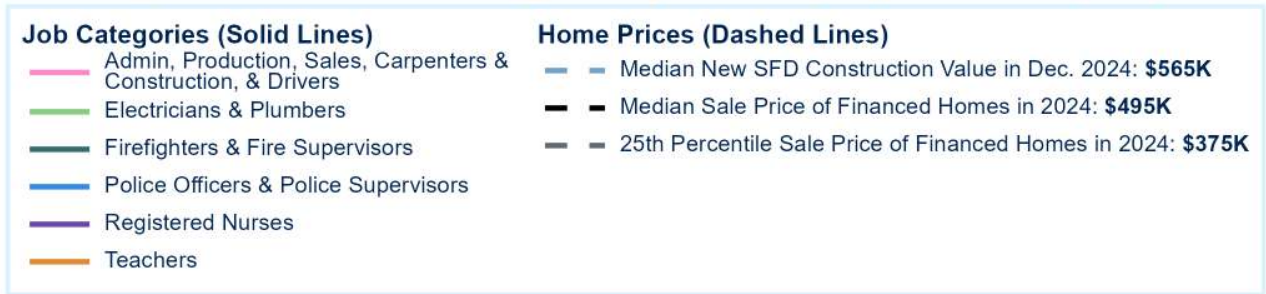 Job Categories (Solid Lines)
Admin, Production, Sales, Carpenters &
Construction, & Drivers
Electricians & Plumbers
Firefighters & Fire Supervisors
Police Officers & Police Supervisors
Registered Nurses
Teachers
Home Prices (Dashed Lines)
Median New SFD Construction Value in Dec. 2024: $565K
Median Sale Price of Financed Homes in 2024: $495K
25th Percentile Sale Price of Financed Homes in 2024: $375K